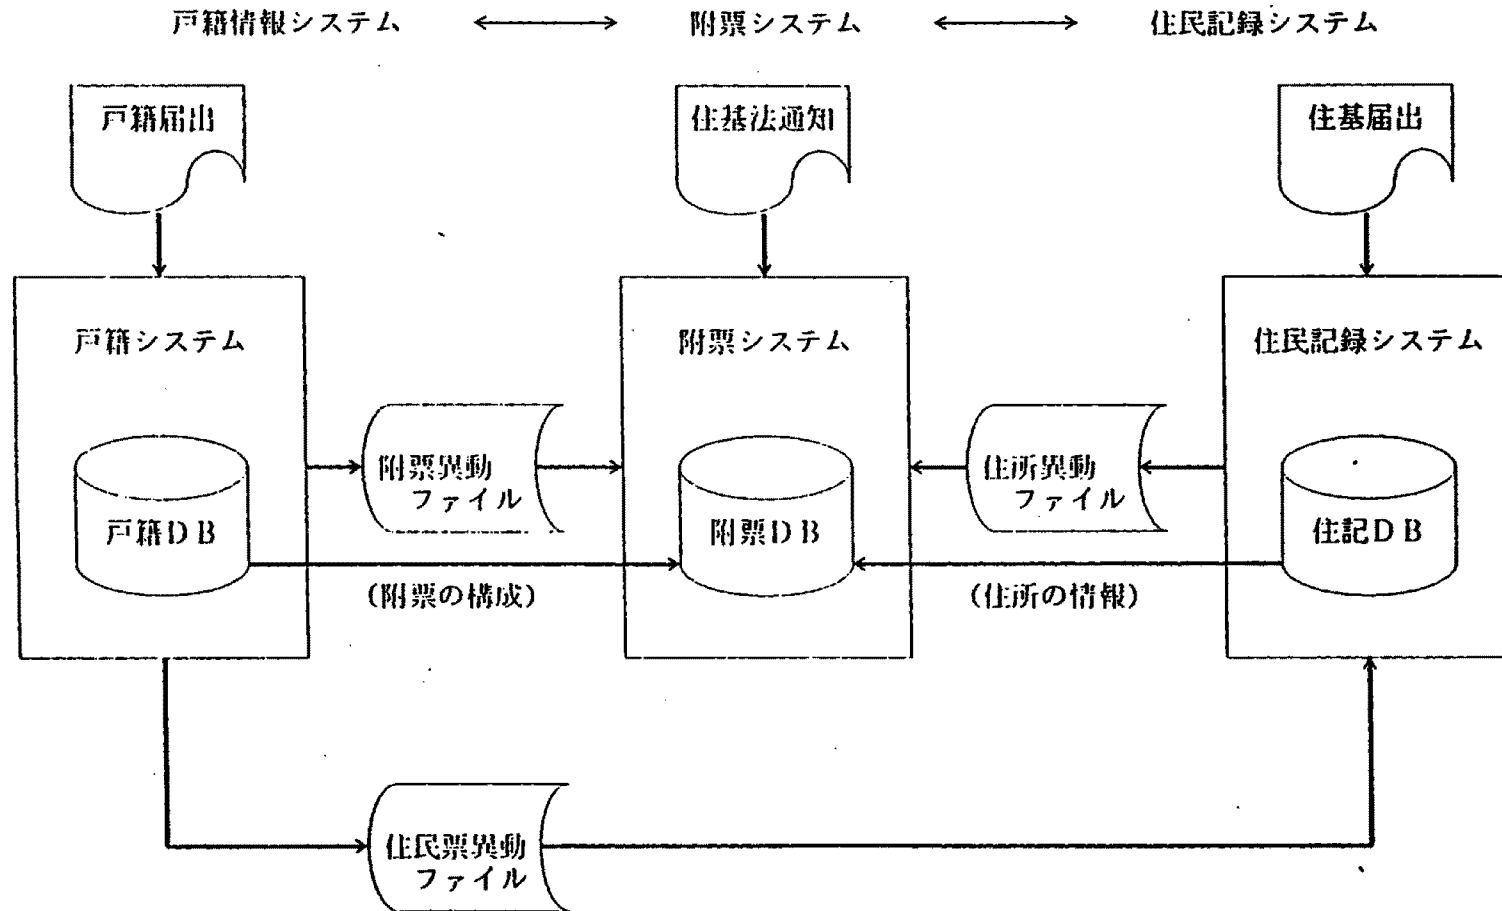 戸籍情報システム ←→ 附票システム ←→ 住民記録システム
戸籍届出
住基法通知
住基届出
戸籍システム
附票システム
住民記録システム
附票異動
ファイル
住所異動
ファイル
戸籍DB
附票DB
住記DB
（附票の構成）
（住所の情報）
住民票異動
ファイル